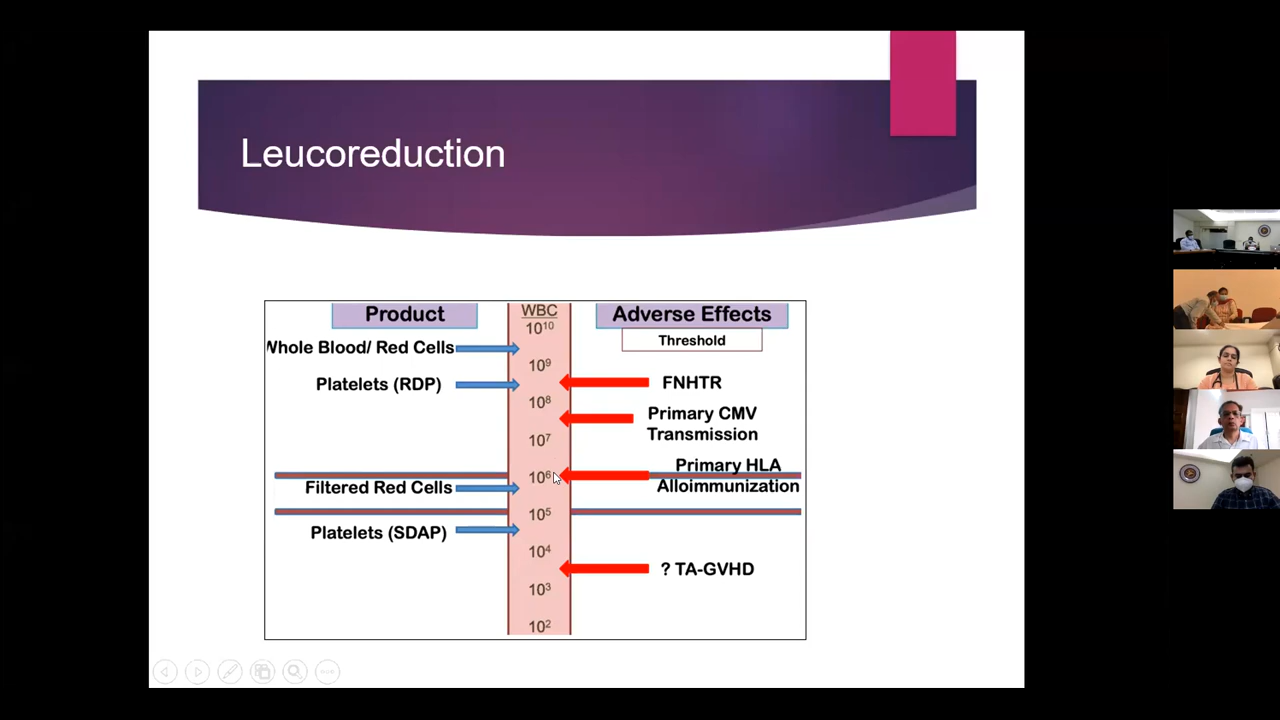 Leucoreduction
Product
WBC
Adverse Effects
10¹⁰
Threshold
Whole Blood/ Red Cells
10⁹
Platelets (RDP)
FNHTR
10⁸
Primary CMV
Transmission
10⁷
Primary HLA
Alloimmunization
10⁶
Filtered Red Cells
10⁵
Platelets (SDAP)
10⁴
? TA-GVHD
10³
10²